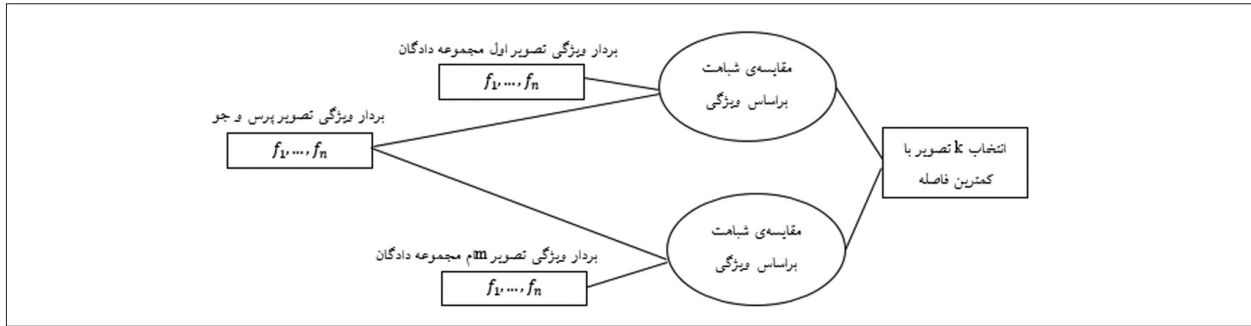 بردار ویژگی تصویر اول مجموعه دادگان
f₁, ..., fₙ
مقایسه‌ی شباهت
براساس ویژگی
بردار ویژگی تصویر پرس و جو
f₁, ..., fₙ
انتخاب k تصویر با
کمترین فاصله
مقایسه‌ی شباهت
براساس ویژگی
بردار ویژگی تصویر mام مجموعه دادگان
f₁, ..., fₙ